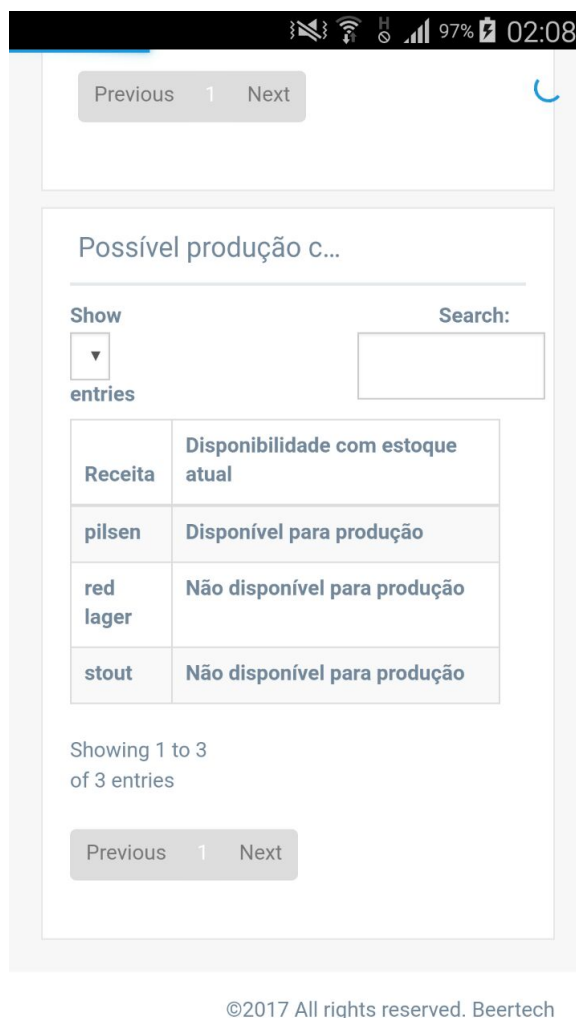 97% 02:08
Previous 1 Next
Possível produção c...
Show
Search:
entries
Receita
Disponibilidade com estoque
atual
pilsen
Disponível para produção
red
lager
Não disponível para produção
stout
Não disponível para produção
Showing 1 to 3
of 3 entries
Previous 1 Next
©2017 All rights reserved. Beertech